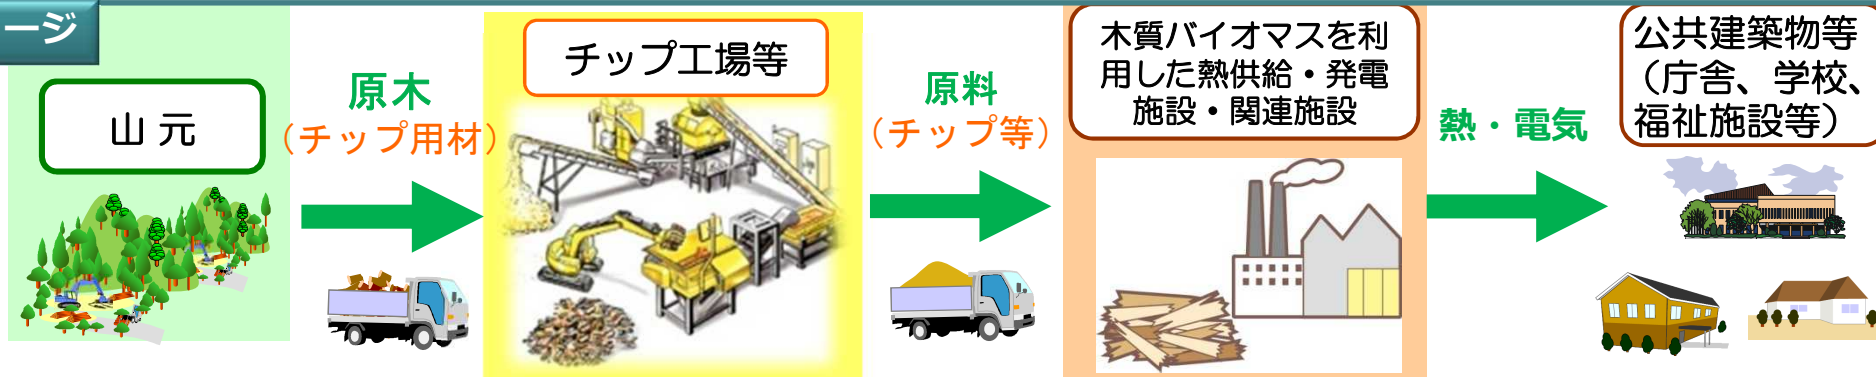 ージ
山 元
原木
（チップ用材）
チップ工場等
原料
（チップ等）
木質バイオマスを利
用した熱供給・発電
施設・関連施設
熱・電気
公共建築物等
（庁舎、学校、
福祉施設等）